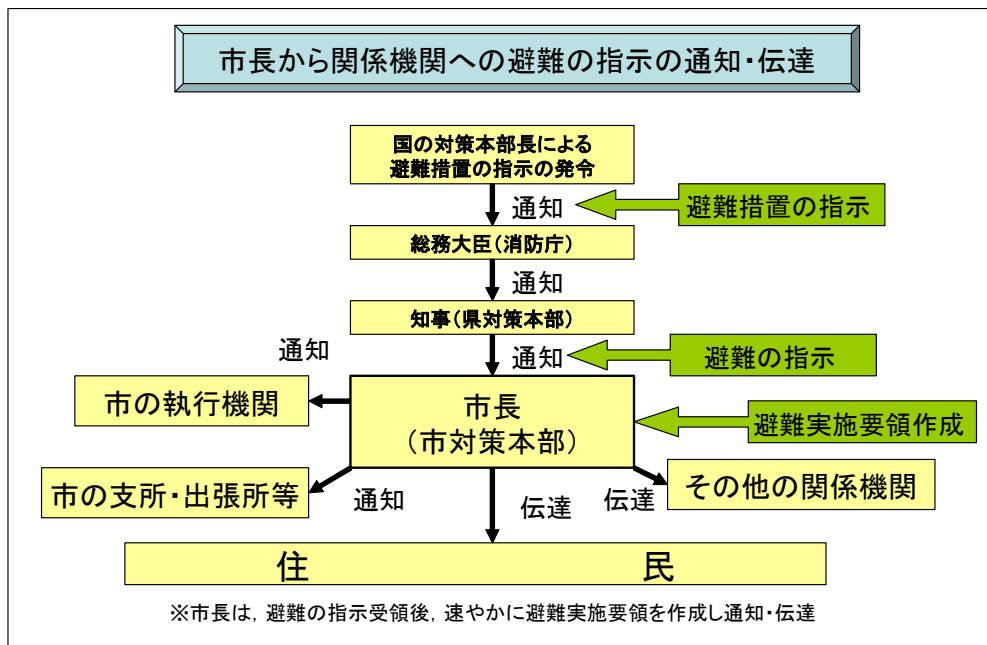 市長から関係機関への避難の指示の通知・伝達
国の対策本部長による
避難措置の指示の発令
通知
避難措置の指示
総務大臣(消防庁)
通知
知事(県対策本部)
通知
通知
避難の指示
市の執行機関
市長
(市対策本部)
避難実施要領作成
市の支所・出張所等
通知
伝達
伝達
その他の関係機関
住 民
※市長は,避難の指示受領後,速やかに避難実施要領を作成し通知・伝達